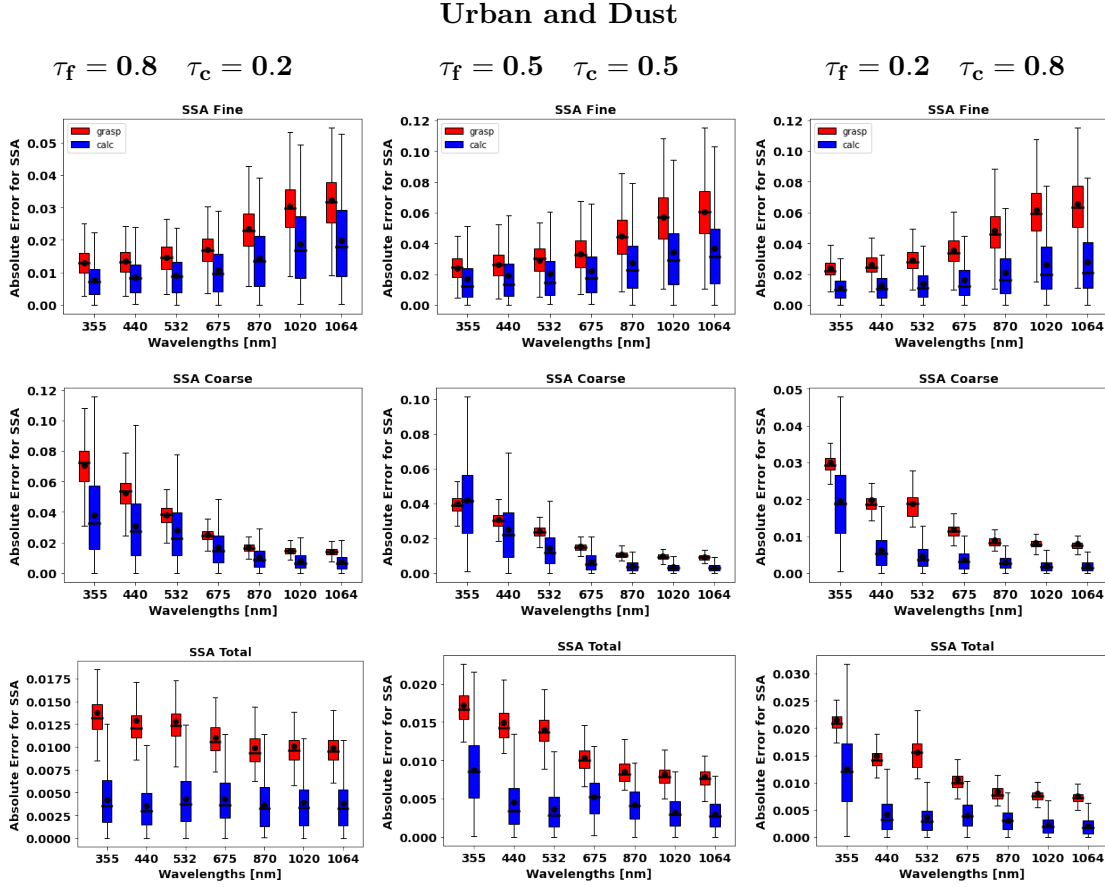 Urban and Dust
τf = 0.8 τc = 0.2
τf = 0.5 τc = 0.5
τf = 0.2 τc = 0.8
SSA Fine
Absolute Error for SSA
0.05
0.04
0.03
0.02
0.01
0.00
grasp
calc
355 440 532 675 870 1020 1064
Wavelengths [nm]
SSA Fine
Absolute Error for SSA
0.12
0.10
0.08
0.06
0.04
0.02
0.00
grasp
calc
355 440 532 675 870 1020 1064
Wavelengths [nm]
SSA Fine
Absolute Error for SSA
0.12
0.10
0.08
0.06
0.04
0.02
0.00
grasp
calc
355 440 532 675 870 1020 1064
Wavelengths [nm]
SSA Coarse
Absolute Error for SSA
0.12
0.10
0.08
0.06
0.04
0.02
0.00
355 440 532 675 870 1020 1064
Wavelengths [nm]
SSA Coarse
Absolute Error for SSA
0.10
0.08
0.06
0.04
0.02
0.00
355 440 532 675 870 1020 1064
Wavelengths [nm]
SSA Coarse
Absolute Error for SSA
0.05
0.04
0.03
0.02
0.01
0.00
355 440 532 675 870 1020 1064
Wavelengths [nm]
SSA Total
Absolute Error for SSA
0.0175
0.0150
0.0125
0.0100
0.0075
0.0050
0.0025
0.0000
355 440 532 675 870 1020 1064
Wavelengths [nm]
SSA Total
Absolute Error for SSA
0.020
0.015
0.010
0.005
0.000
355 440 532 675 870 1020 1064
Wavelengths [nm]
SSA Total
Absolute Error for SSA
0.030
0.025
0.020
0.015
0.010
0.005
0.000
355 440 532 675 870 1020 1064
Wavelengths [nm]